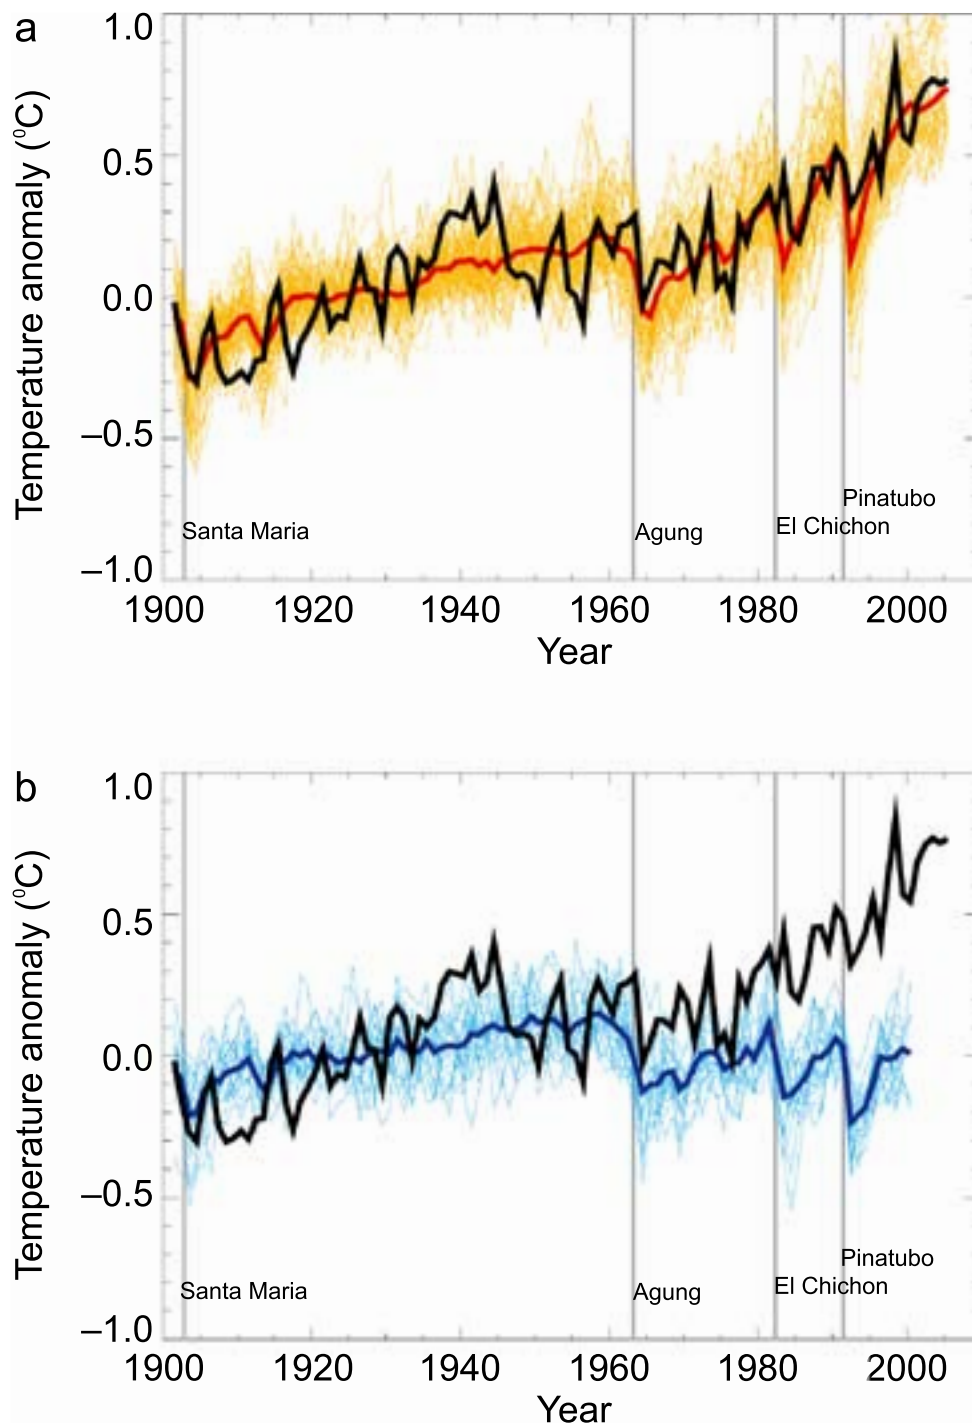 a
Temperature anomaly (⁰C)
1.0
0.5
0.0
–0.5
–1.0
Santa Maria
Agung
El Chichon
Pinatubo
1900 1920 1940 1960 1980 2000
Year
b
Temperature anomaly (⁰C)
1.0
0.5
0.0
–0.5
–1.0
Santa Maria
Agung
El Chichon
Pinatubo
1900 1920 1940 1960 1980 2000
Year